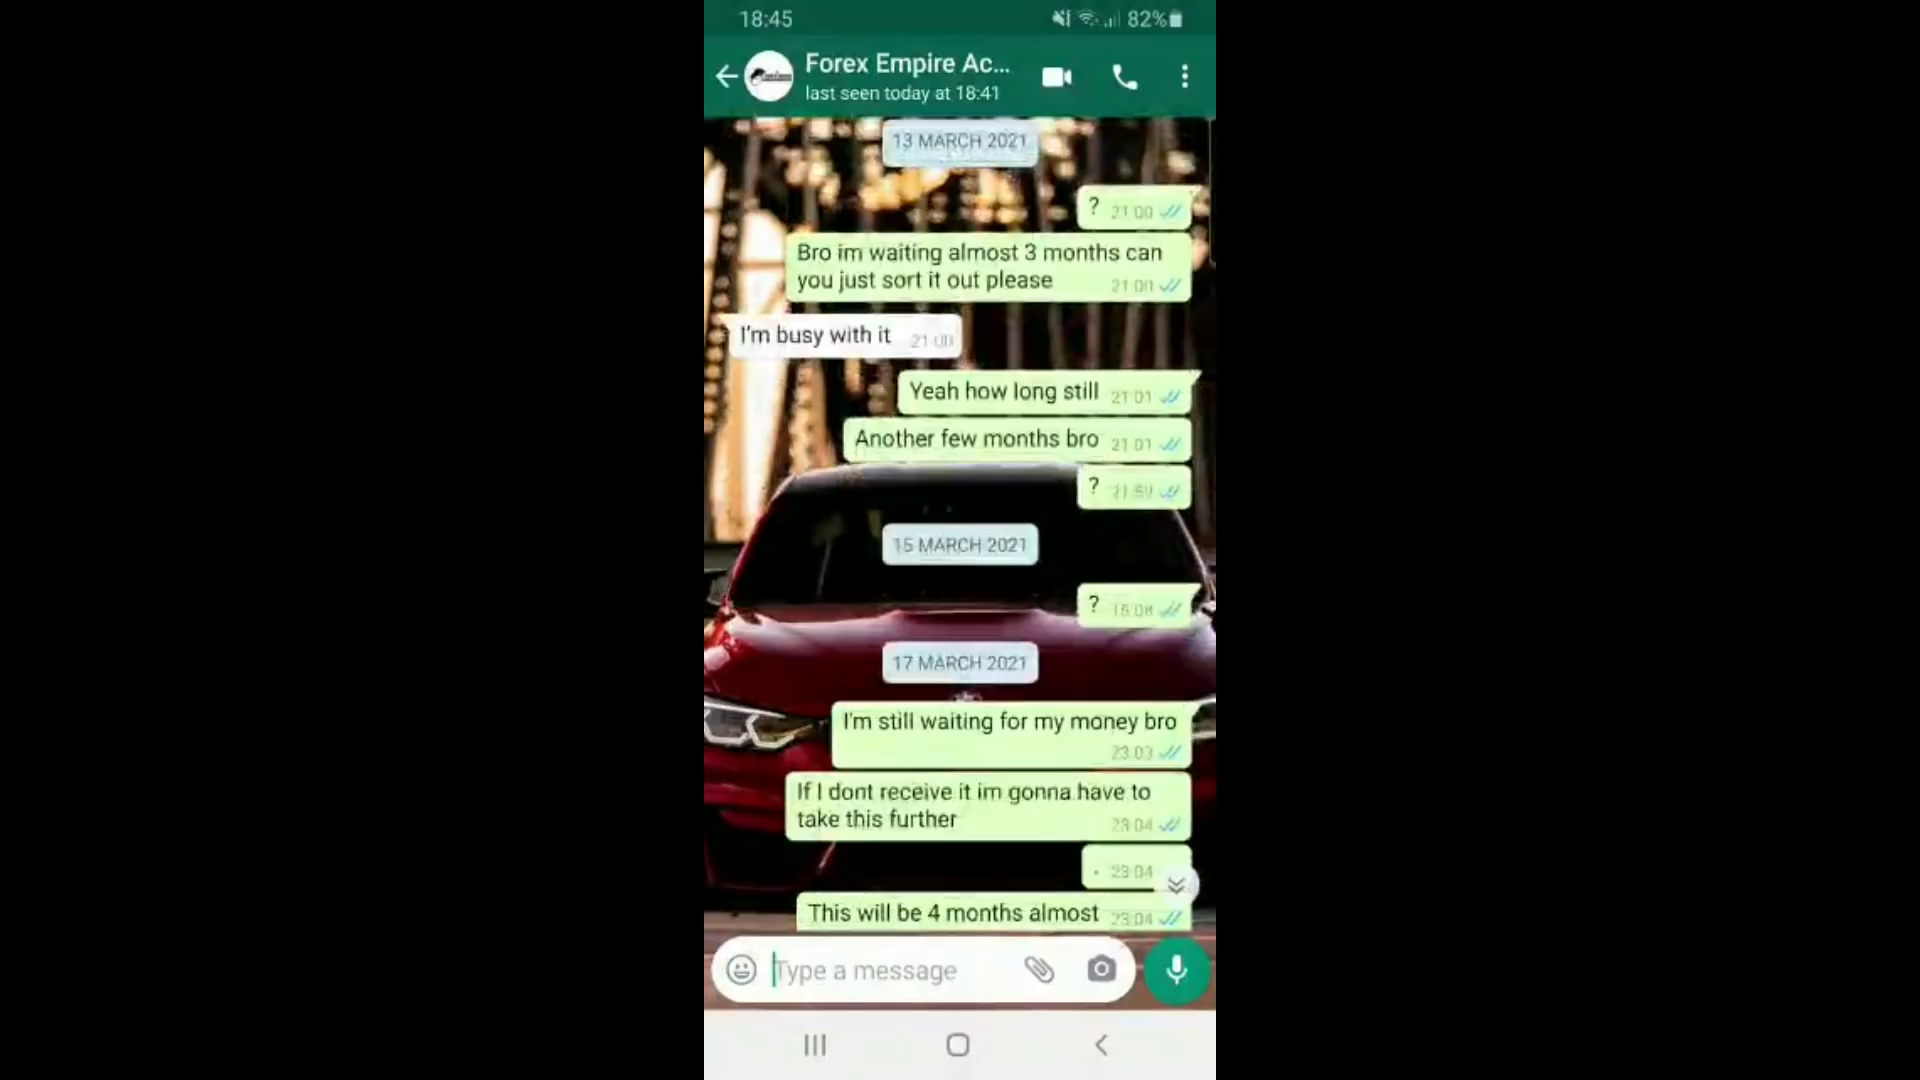 18:45
82%
Forex Empire Ac...
last seen today at 18:41
13 MARCH 2021
? 21:00
Bro im waiting almost 3 months can
you just sort it out please 21:00
I'm busy with it 21:00
Yeah how long still 21:01
Another few months bro 21:01
? 21:59
15 MARCH 2021
?
17 MARCH 2021
I'm still waiting for my money bro
23:03
If I dont receive it im gonna have to
take this further 23:04
. 23:04
This will be 4 months almost 23:04
Type a message